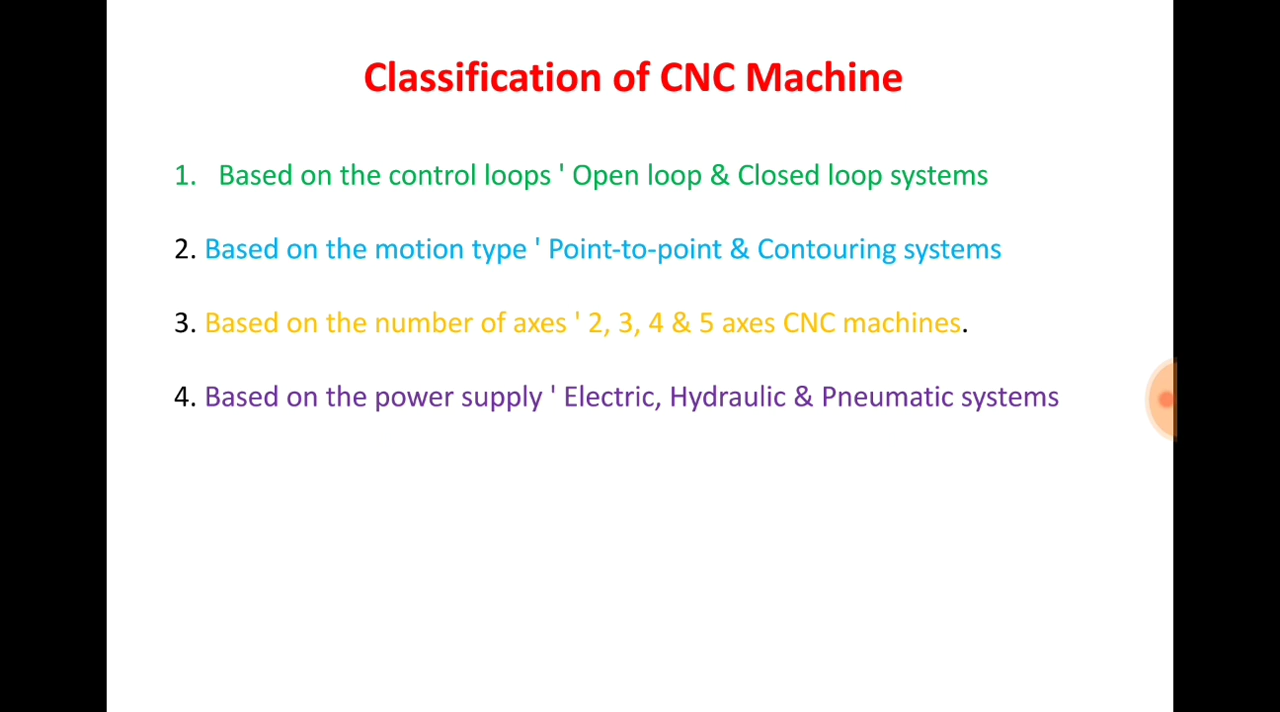 Classification of CNC Machine
1. Based on the control loops ' Open loop & Closed loop systems
2. Based on the motion type ' Point-to-point & Contouring systems
3. Based on the number of axes ' 2, 3, 4 & 5 axes CNC machines.
4. Based on the power supply ' Electric, Hydraulic & Pneumatic systems